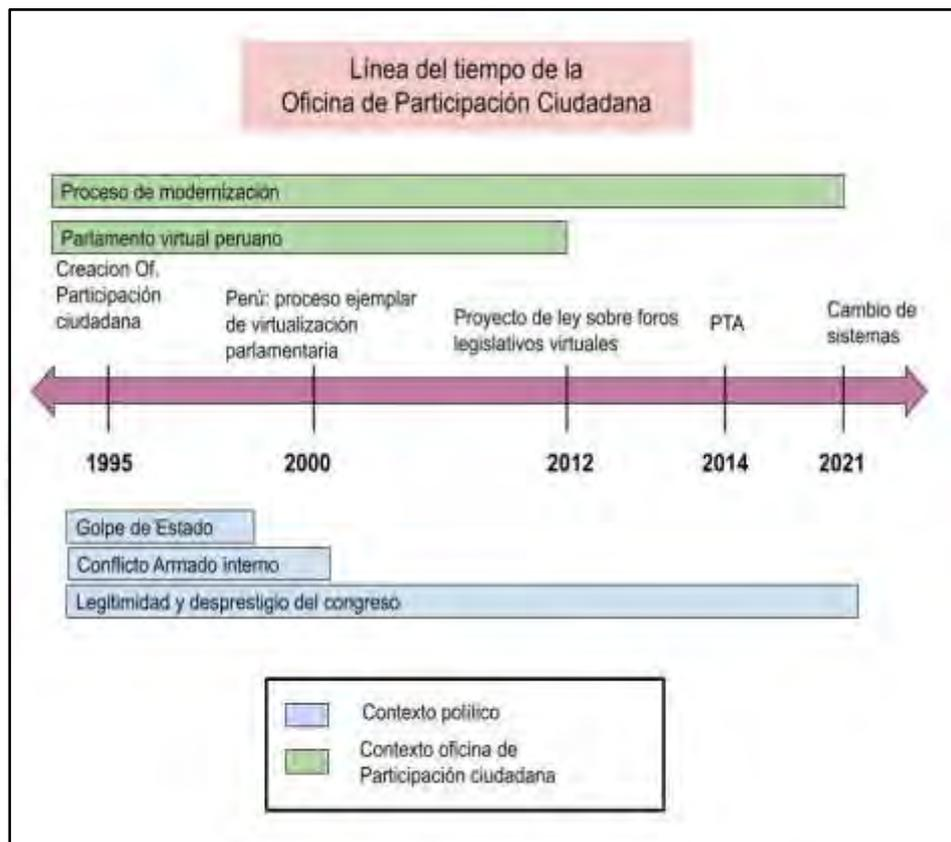 Línea del tiempo de la
Oficina de Participación Ciudadana
Proceso de modernización
Parlamento virtual peruano
Creacion Of.
Participación
ciudadana
Perú: proceso ejemplar
de virtualización
parlamentaria
Proyecto de ley sobre foros
legislativos virtuales
PTA
Cambio de
sistemas
1995
2000
2012
2014
2021
Golpe de Estado
Conflicto Armado interno
Legitimidad y desprestigio del congreso
Contexto político
Contexto oficina de
Participación ciudadana